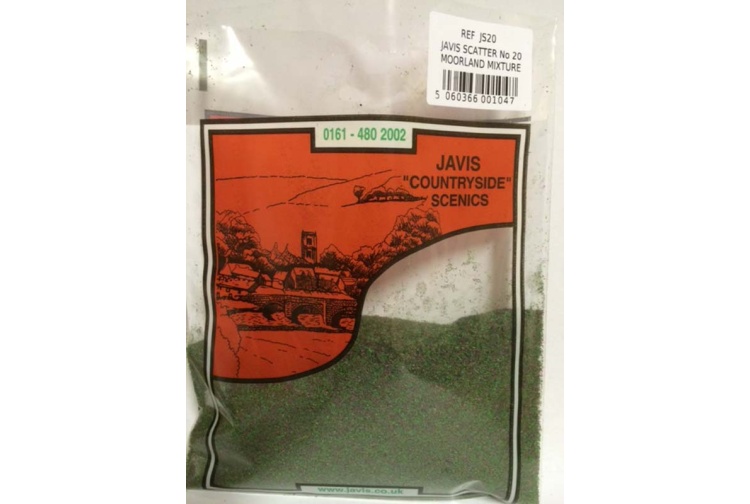 REF JS20
JAVIS SCATTER No 20
MOORLAND MIXTURE
5 060366 001047
0161 - 480 2002
JAVIS
"COUNTRYSIDE"
SCENICS
www.javis.co.uk